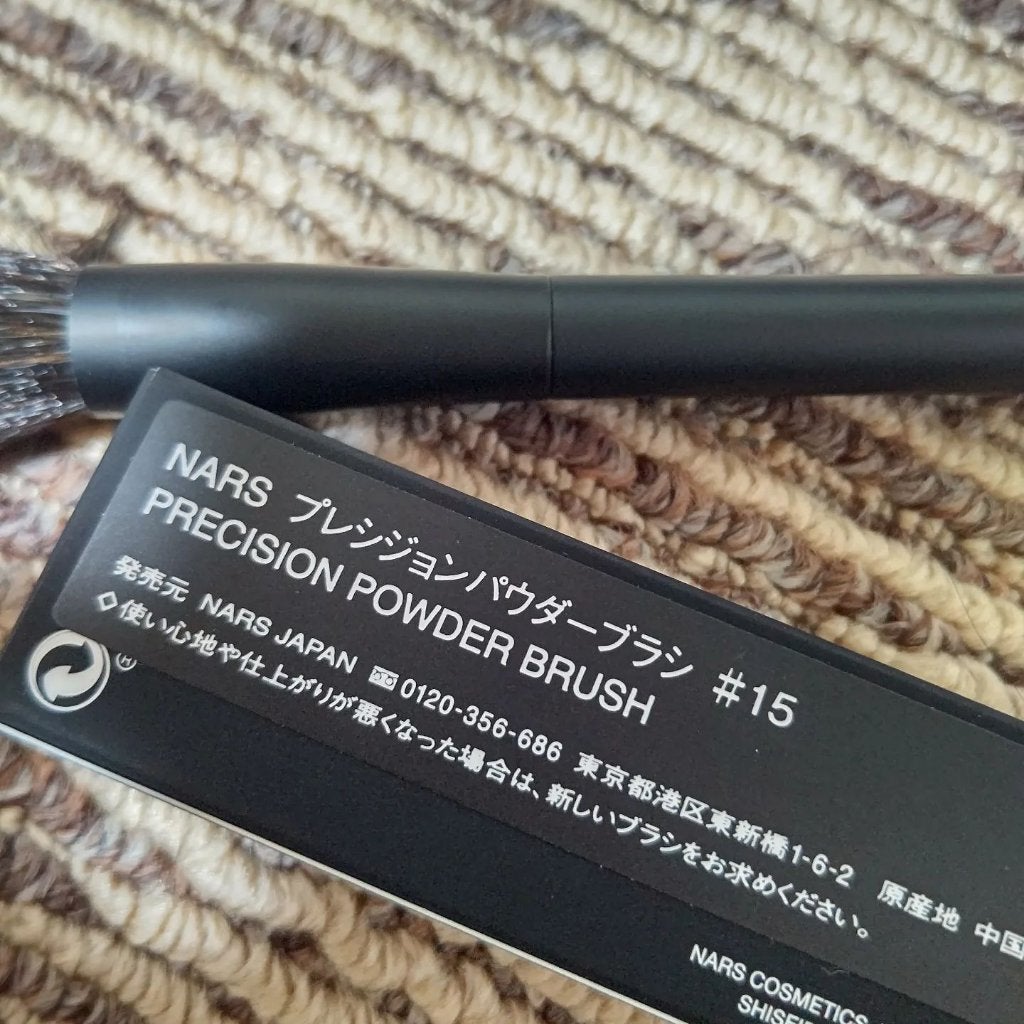 NARS プレシジョンパウダーブラシ #15
PRECISION POWDER BRUSH
発売元 NARS JAPAN 0120-356-686 東京都港区東新橋1-6-2 原産地 中国
◇使い心地や仕上がりが悪くなった場合は、新しいブラシをお求めください。
®
NARS COSMETICS
SHISEI